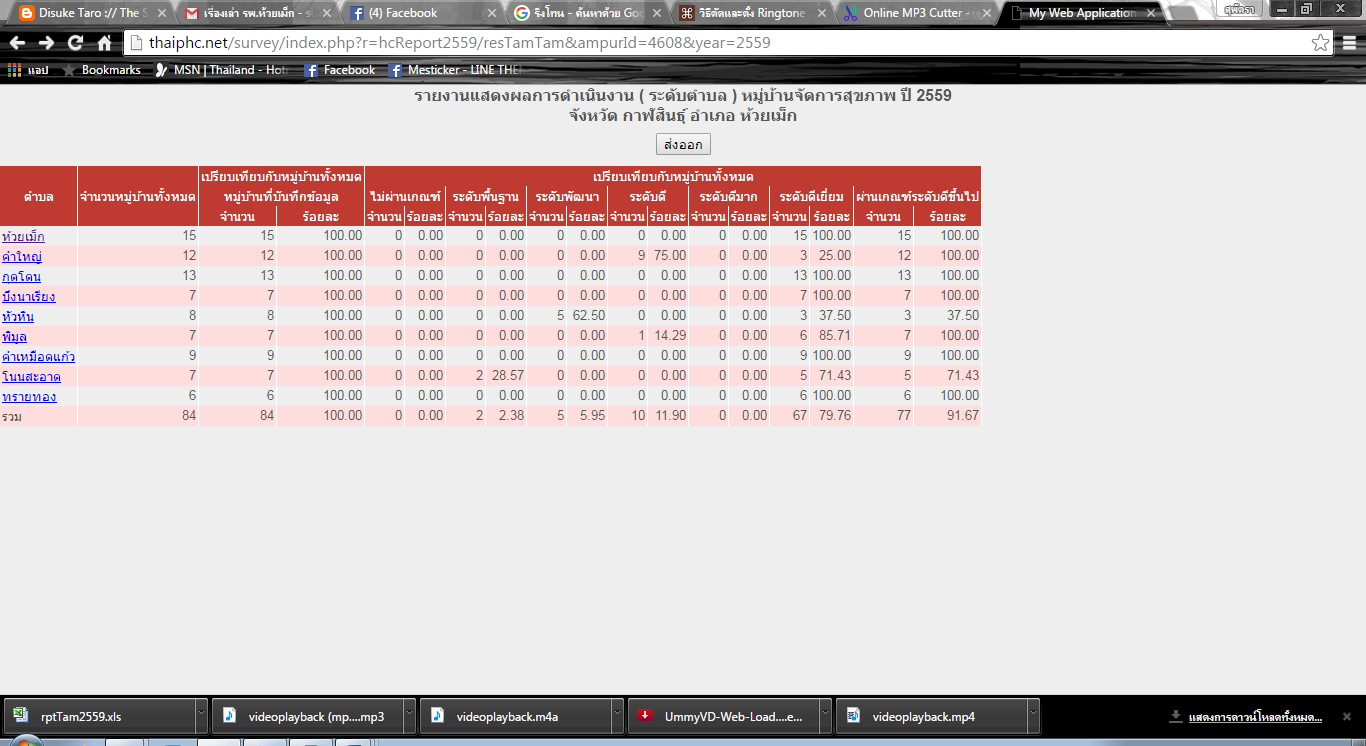 Disuke Taro :// The S
เรื่องเล่า รพ.ห้วยเม็ก - s
(4) Facebook
ริงโทน - ค้นหาด้วย Goo
วิธีตัดและตั้ง Ringtone
Online MP3 Cutter -
My Web Application
สุพัตรา
thaiphc.net/survey/index.php?r=hcReport2559/resTamTam&ampurId=4608&year=2559
แอป Bookmarks MSN | Thailand - Hot Facebook Mesticker - LINE THE
รายงานแสดงผลการดำเนินงาน ( ระดับตำบล ) หมู่บ้านจัดการสุขภาพ ปี 2559
จังหวัด กาฬสินธุ์ อำเภอ ห้วยเม็ก
ส่งออก
เปรียบเทียบกับหมู่บ้านทั้งหมด เปรียบเทียบกับหมู่บ้านทั้งหมด
ตำบล จำนวนหมู่บ้านทั้งหมด หมู่บ้านที่บันทึกข้อมูล ไม่ผ่านเกณฑ์ ระดับพื้นฐาน ระดับพัฒนา ระดับดี ระดับดีมาก ระดับดีเยี่ยม ผ่านเกณฑ์ระดับดีขึ้นไป
จำนวน ร้อยละ จำนวน ร้อยละ จำนวน ร้อยละ จำนวน ร้อยละ จำนวน ร้อยละ จำนวน ร้อยละ จำนวน ร้อยละ จำนวน ร้อยละ
ห้วยเม็ก 15 15 100.00 0 0.00 0 0.00 0 0.00 0 0.00 0 0.00 15 100.00 15 100.00
คำใหญ่ 12 12 100.00 0 0.00 0 0.00 0 0.00 9 75.00 0 0.00 3 25.00 12 100.00
กุดโดน 13 13 100.00 0 0.00 0 0.00 0 0.00 0 0.00 0 0.00 13 100.00 13 100.00
บึงนาเรียง 7 7 100.00 0 0.00 0 0.00 0 0.00 0 0.00 0 0.00 7 100.00 7 100.00
หัวหิน 8 8 100.00 0 0.00 0 0.00 5 62.50 0 0.00 0 0.00 3 37.50 3 37.50
พิมูล 7 7 100.00 0 0.00 0 0.00 0 0.00 1 14.29 0 0.00 6 85.71 7 100.00
คำเหมือดแก้ว 9 9 100.00 0 0.00 0 0.00 0 0.00 0 0.00 0 0.00 9 100.00 9 100.00
โนนสะอาด 7 7 100.00 0 0.00 2 28.57 0 0.00 0 0.00 0 0.00 5 71.43 5 71.43
ทรายทอง 6 6 100.00 0 0.00 0 0.00 0 0.00 0 0.00 0 0.00 6 100.00 6 100.00
รวม 84 84 100.00 0 0.00 2 2.38 5 5.95 10 11.90 0 0.00 67 79.76 77 91.67
rptTam2559.xls videoplayback (mp....mp3 videoplayback.m4a UmmyVD-Web-Load....e... videoplayback.mp4 แสดงการดาวน์โหลดทั้งหมด...